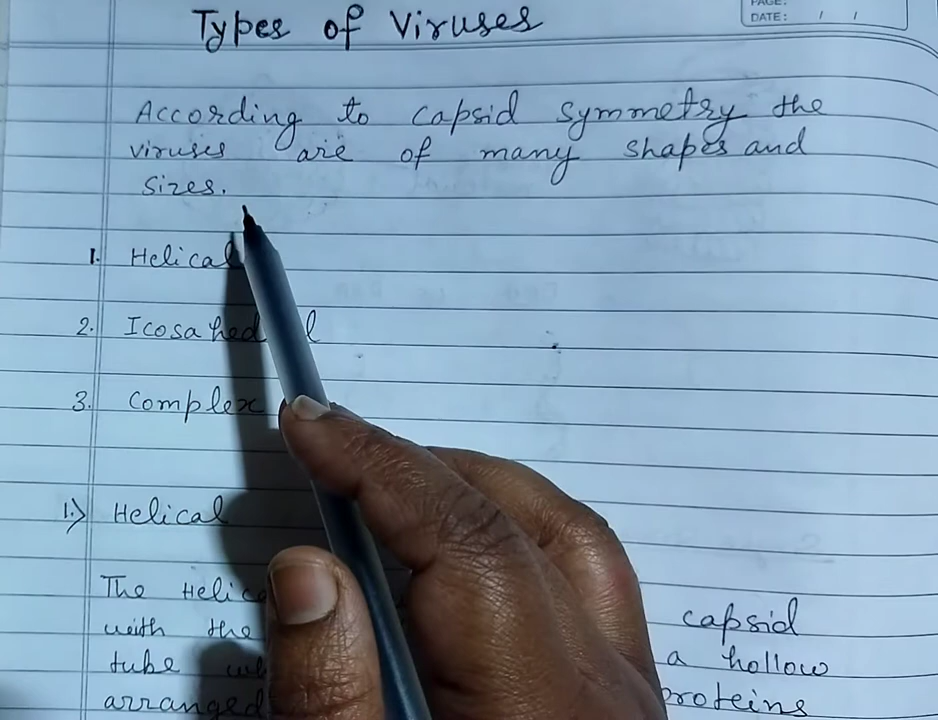 PAGE:
DATE: / /
Types of Viruses
According to capsid symmetry the
viruses are of many shapes and
sizes.
1. Helical
2. Icosahed l
3. Complex
1.) Helical
The Helic capsid
with the a hollow
tube proteins
arranged